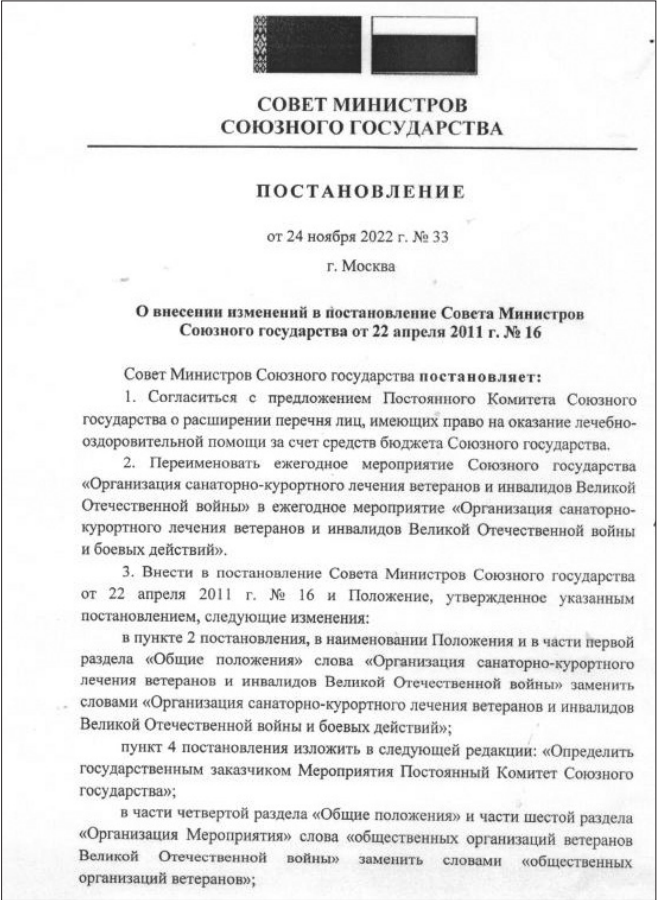 СОВЕТ МИНИСТРОВ
СОЮЗНОГО ГОСУДАРСТВА
ПОСТАНОВЛЕНИЕ
от 24 ноября 2022 г. № 33
г. Москва
О внесении изменений в постановление Совета Министров
Союзного государства от 22 апреля 2011 г. № 16
Совет Министров Союзного государства постановляет:
1. Согласиться с предложением Постоянного Комитета Союзного
государства о расширении перечня лиц, имеющих право на оказание лечебно-
оздоровительной помощи за счет средств бюджета Союзного государства.
2. Переименовать ежегодное мероприятие Союзного государства
«Организация санаторно-курортного лечения ветеранов и инвалидов Великой
Отечественной войны» в ежегодное мероприятие «Организация санаторно-
курортного лечения ветеранов и инвалидов Великой Отечественной войны
и боевых действий».
3. Внести в постановление Совета Министров Союзного государства
от 22 апреля 2011 г. № 16 и Положение, утвержденное указанным
постановлением, следующие изменения:
в пункте 2 постановления, в наименовании Положения и в части первой
раздела «Общие положения» слова «Организация санаторно-курортного
лечения ветеранов и инвалидов Великой Отечественной войны» заменить
словами «Организация санаторно-курортного лечения ветеранов и инвалидов
Великой Отечественной войны и боевых действий»;
пункт 4 постановления изложить в следующей редакции: «Определить
государственным заказчиком Мероприятия Постоянный Комитет Союзного
государства»;
в части четвертой раздела «Общие положения» и части шестой раздела
«Организация Мероприятия» слова «общественных организаций ветеранов
Великой Отечественной войны» заменить словами «общественных
организаций ветеранов»;